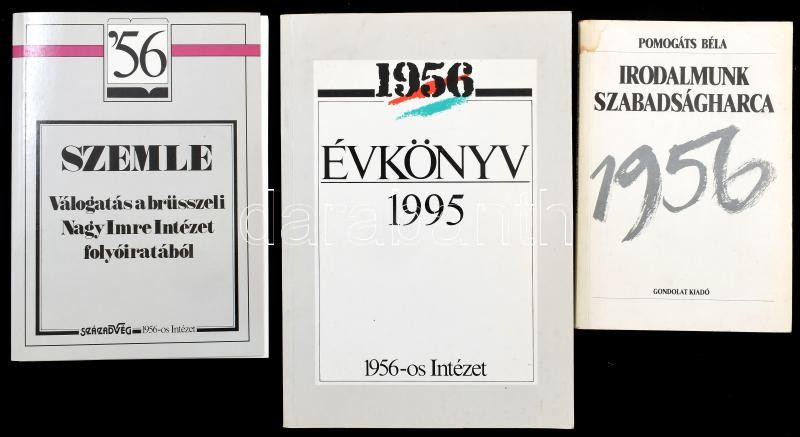 '56
SZEMLE
Válogatás a brüsszeli
Nagy Imre Intézet
folyóiratából
SZÁZADVÉG 1956-os Intézet
1956
ÉVKÖNYV
1995
1956-os Intézet
POMOGÁTS BÉLA
IRODALMUNK
SZABADSÁGHARCA
1956
GONDOLAT KIADÓ
darabanth